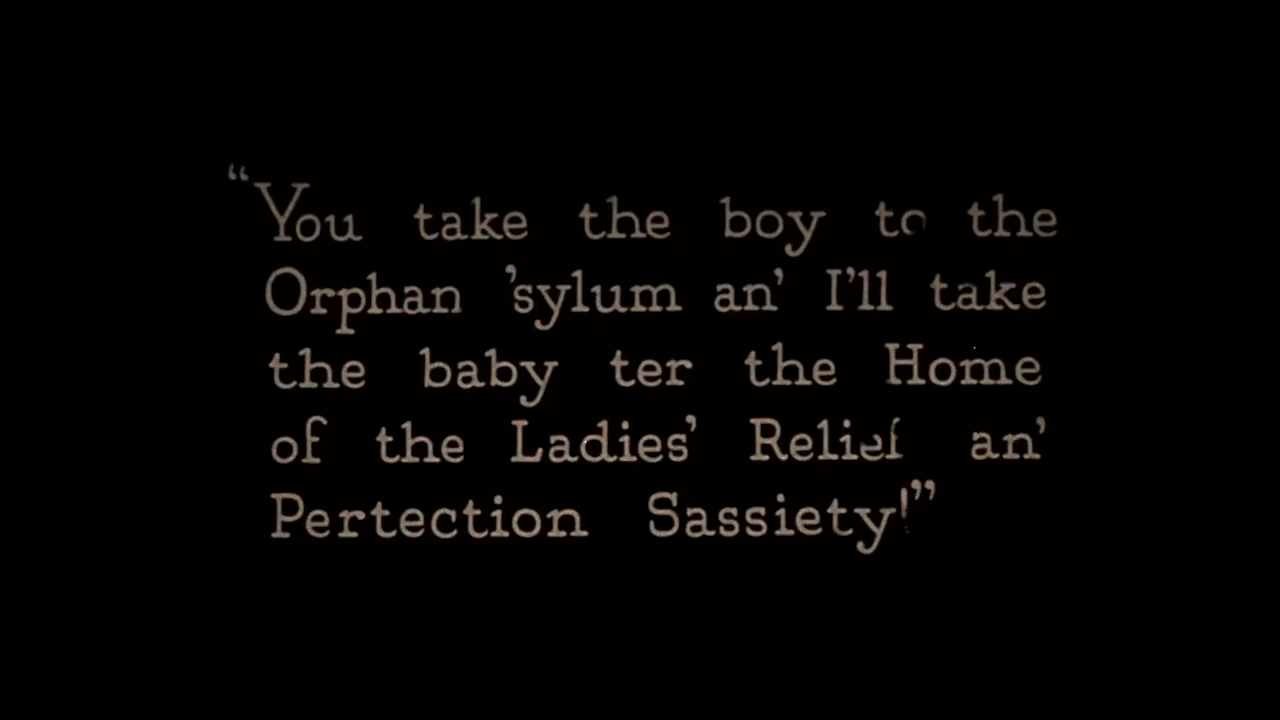 “You take the boy to the
Orphan ’sylum an’ I’ll take
the baby ter the Home
of the Ladies’ Relief an’
Pertection Sassiety!”